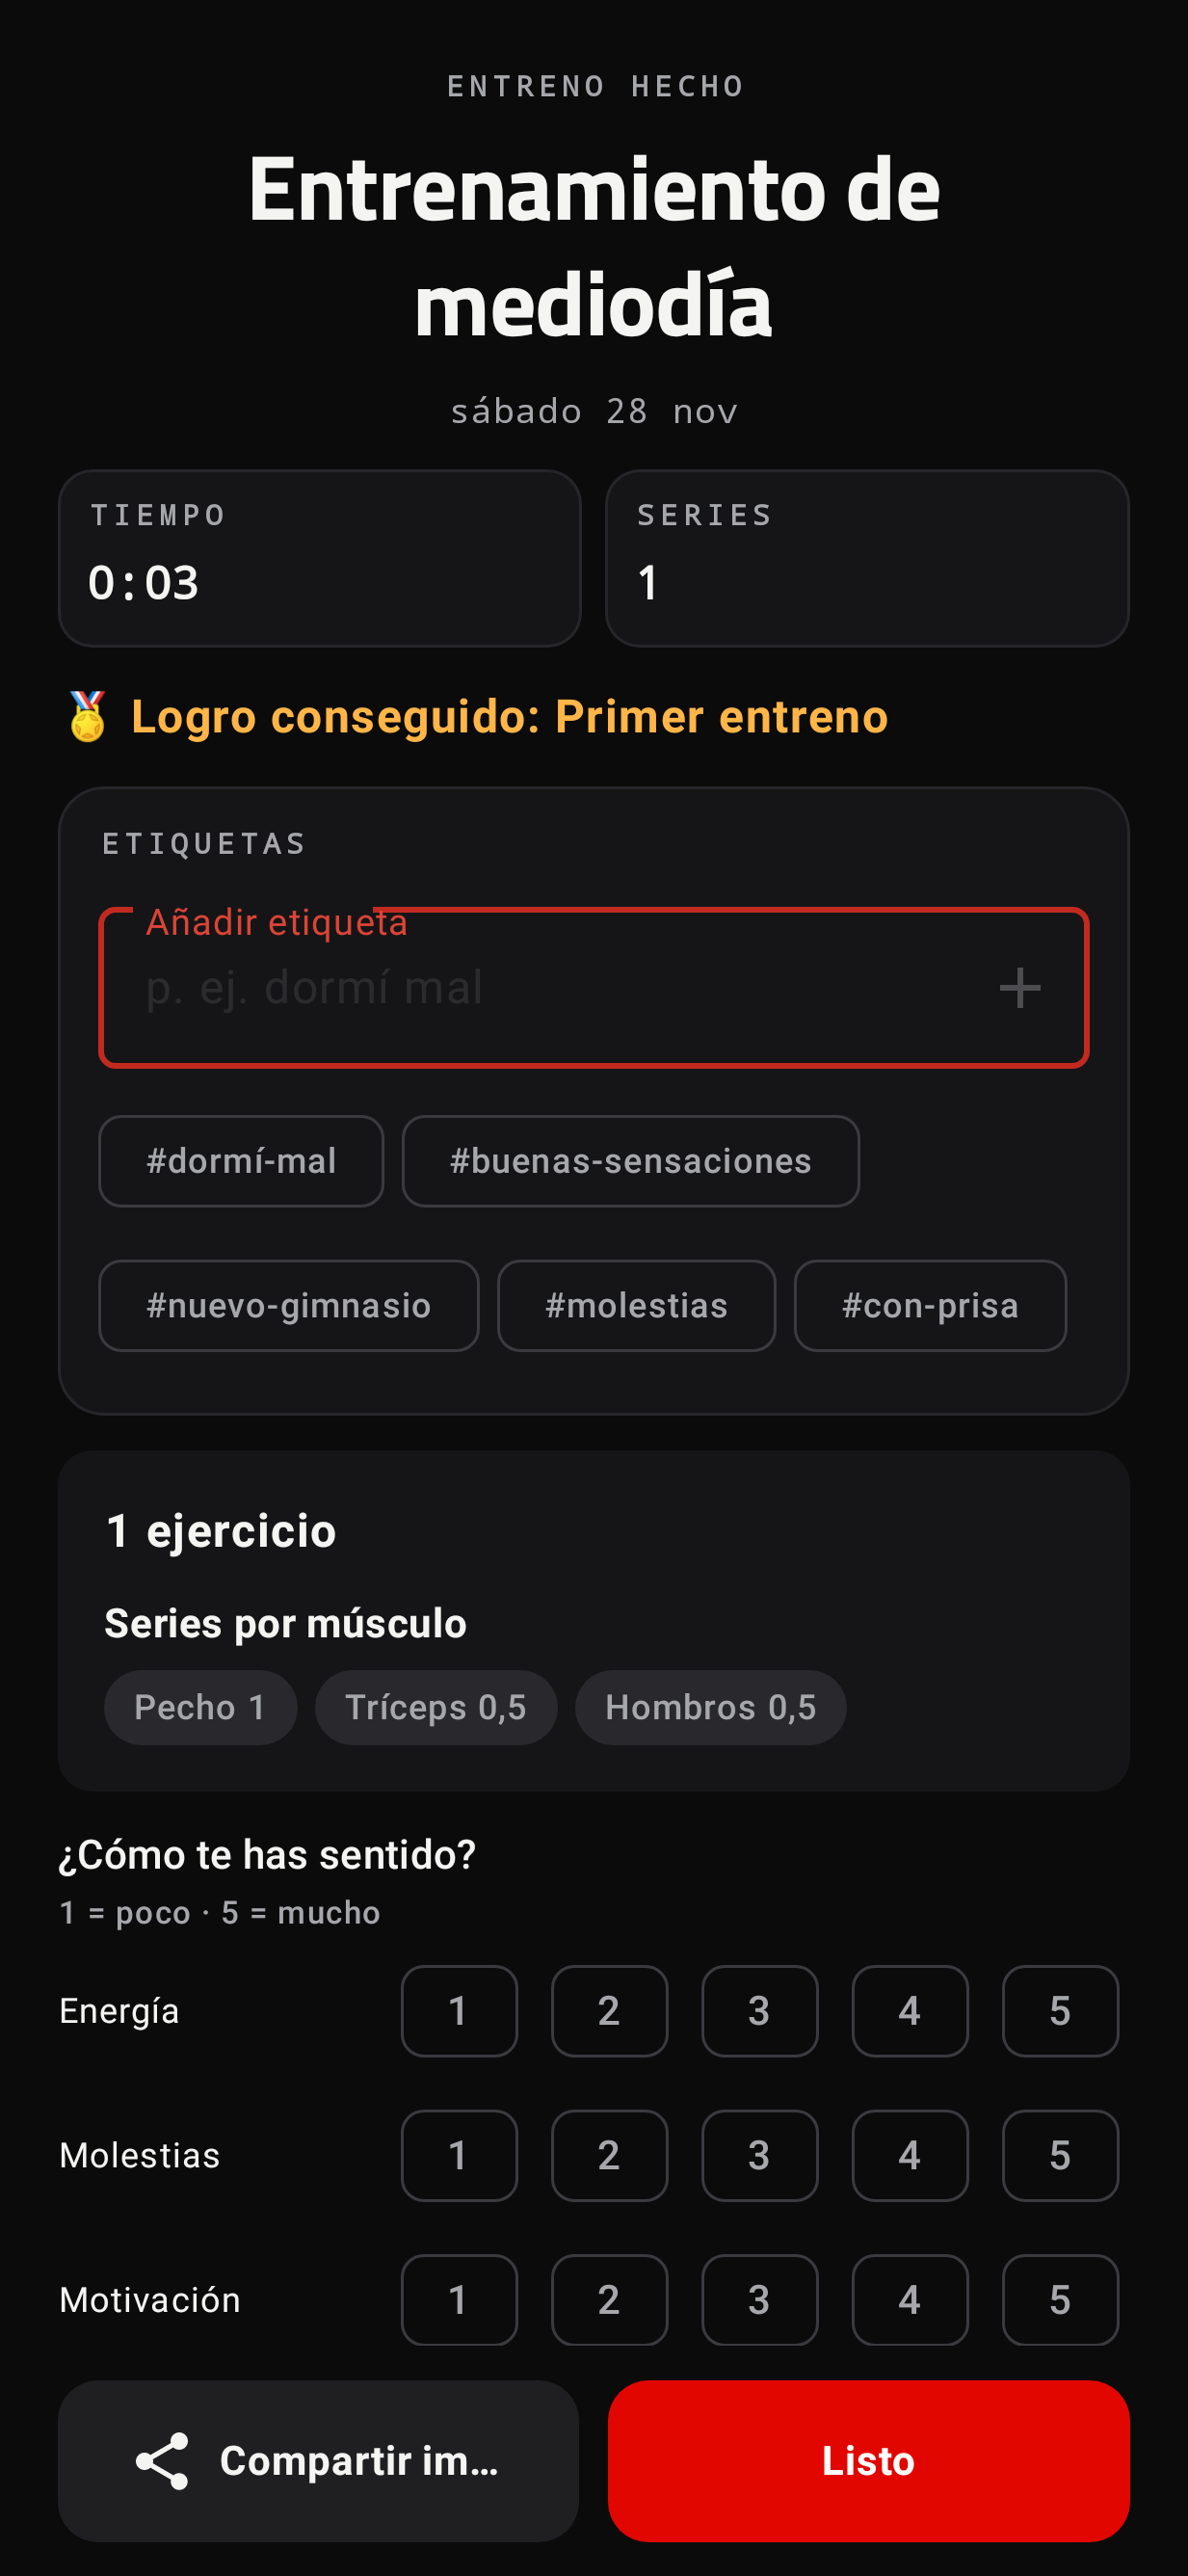 ENTRENO HECHO
Entrenamiento de
mediodía
sábado 28 nov
TIEMPO
0:03
SERIES
1
Logro conseguido: Primer entreno
ETIQUETAS
Añadir etiqueta
p. ej. dormí mal
#dormí-mal
#buenas-sensaciones
#nuevo-gimnasio
#molestias
#con-prisa
1 ejercicio
Series por músculo
Pecho 1
Tríceps 0,5
Hombros 0,5
¿Cómo te has sentido?
1 = poco · 5 = mucho
Energía 1 2 3 4 5
Molestias 1 2 3 4 5
Motivación 1 2 3 4 5
Compartir im...
Listo